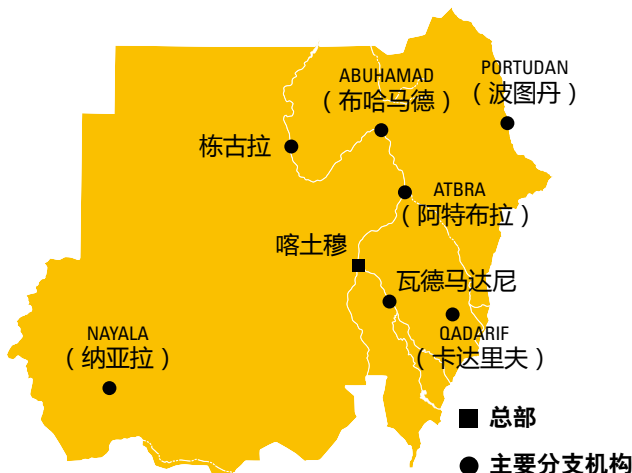 ABUHAMAD
（布哈马德）
PORTUDAN
（波图丹）
栋古拉
ATBRA
（阿特布拉）
喀土穆
瓦德马达尼
NAYALA
（纳亚拉）
QADARIF
（卡达里夫）
总部
主要分支机构